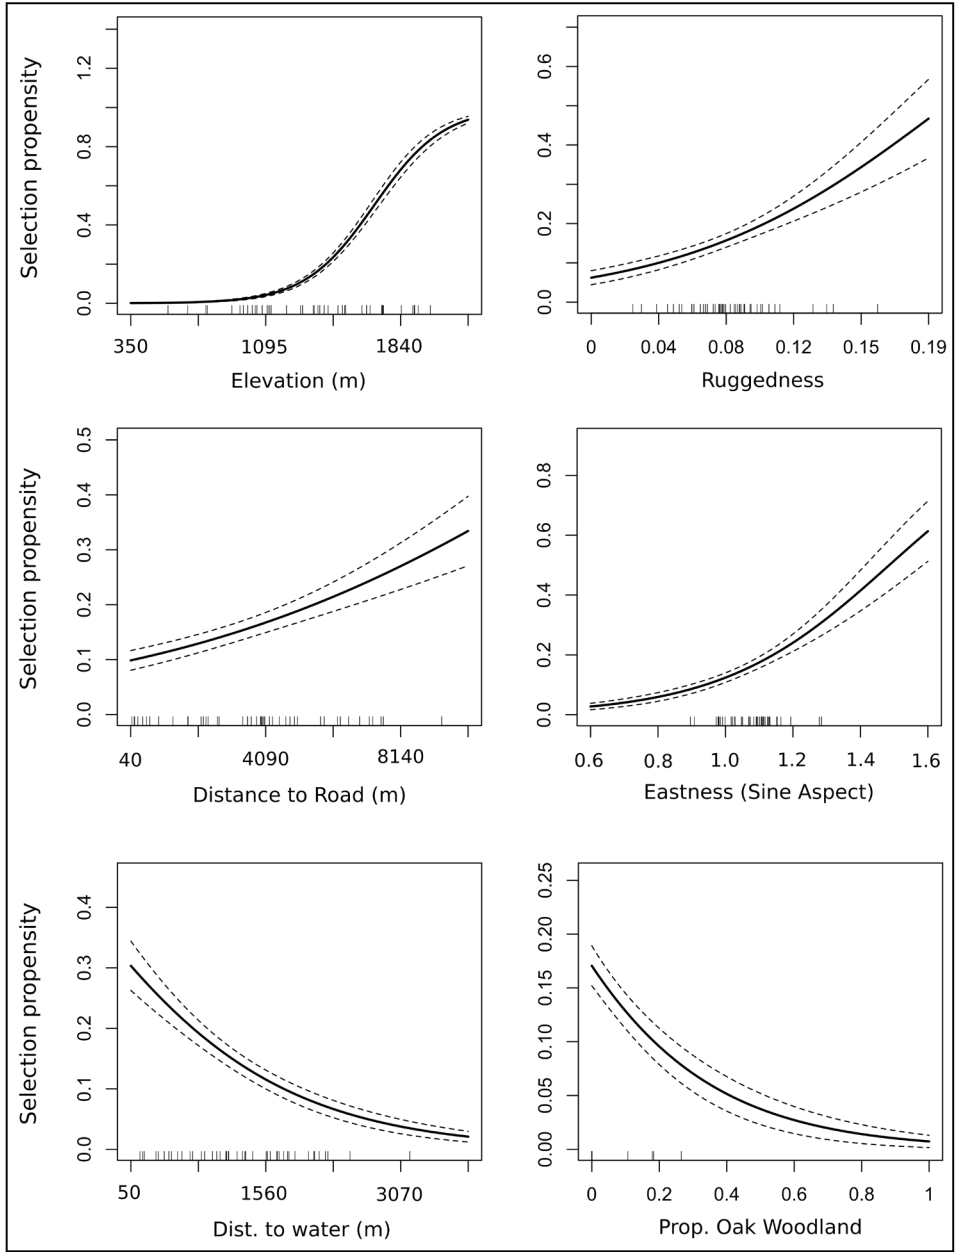 Selection propensity
0.0 0.4 0.8 1.2
350 1095 1840
Elevation (m)
0.0 0.2 0.4 0.6
0 0.04 0.08 0.12 0.15 0.19
Ruggedness
Selection propensity
0.0 0.1 0.2 0.3 0.4 0.5
40 4090 8140
Distance to Road (m)
0.0 0.2 0.4 0.6 0.8
0.6 0.8 1.0 1.2 1.4 1.6
Eastness (Sine Aspect)
Selection propensity
0.0 0.1 0.2 0.3 0.4
50 1560 3070
Dist. to water (m)
0.00 0.05 0.10 0.15 0.20 0.25
0 0.2 0.4 0.6 0.8 1
Prop. Oak Woodland